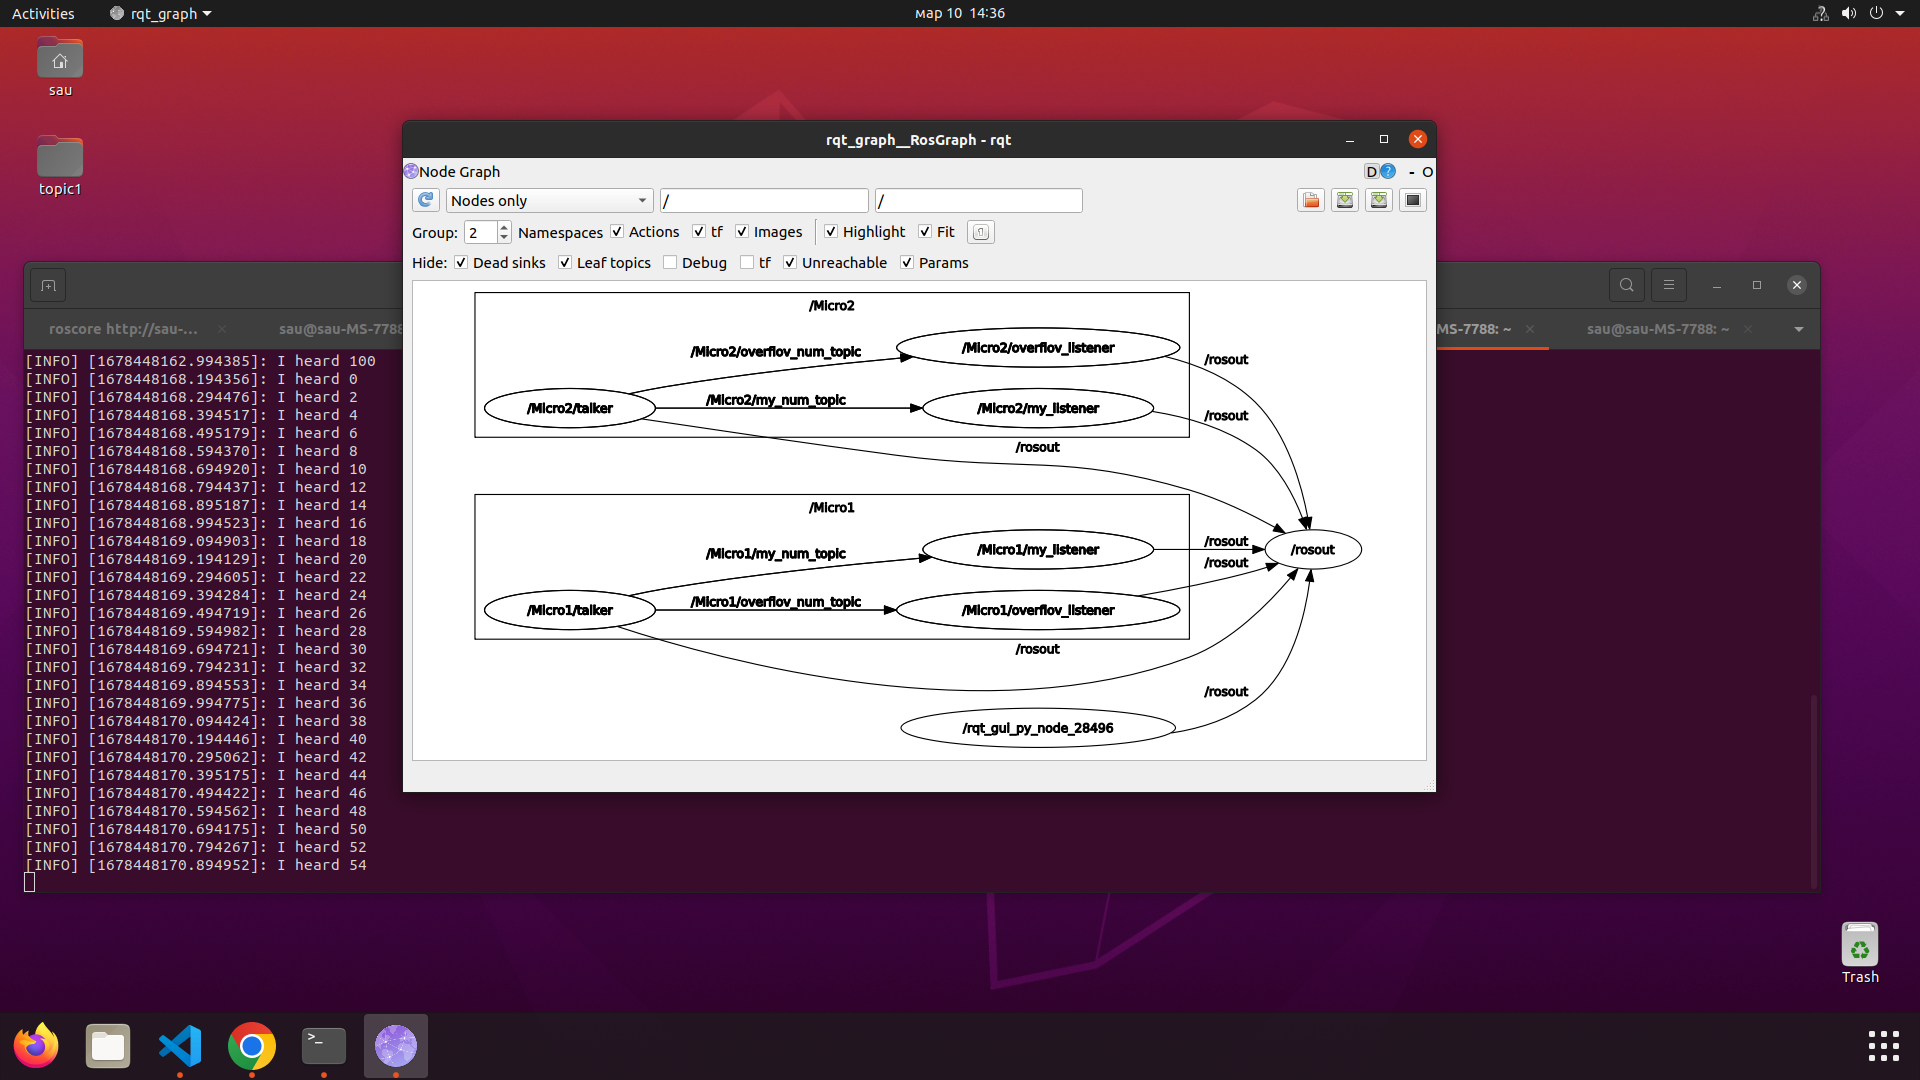 Activities
rqt_graph
мар 10 14:36
sau
topic1
rqt_graph__RosGraph - rqt
Node Graph
D
?
- O
Nodes only
/
/
Group: 2 Namespaces Actions tf Images Highlight Fit
Hide: Dead sinks Leaf topics Debug tf Unreachable Params
/Micro2
/Micro2/overflov_num_topic
/Micro2/overflov_listener
/rosout
/Micro2/talker
/Micro2/my_num_topic
/Micro2/my_listener
/rosout
/rosout
/Micro1
/Micro1/my_num_topic
/Micro1/my_listener
/rosout
/rosout
/rosout
/Micro1/talker
/Micro1/overflov_num_topic
/Micro1/overflov_listener
/rosout
/rosout
/rqt_gui_py_node_28496
roscore http://sau-...
sau@sau-MS-7788
MS-7788: ~
sau@sau-MS-7788: ~
[INFO] [1678448162.994385]: I heard 100
[INFO] [1678448168.194356]: I heard 0
[INFO] [1678448168.294476]: I heard 2
[INFO] [1678448168.394517]: I heard 4
[INFO] [1678448168.495179]: I heard 6
[INFO] [1678448168.594370]: I heard 8
[INFO] [1678448168.694920]: I heard 10
[INFO] [1678448168.794437]: I heard 12
[INFO] [1678448168.895187]: I heard 14
[INFO] [1678448168.994523]: I heard 16
[INFO] [1678448169.094903]: I heard 18
[INFO] [1678448169.194129]: I heard 20
[INFO] [1678448169.294605]: I heard 22
[INFO] [1678448169.394284]: I heard 24
[INFO] [1678448169.494719]: I heard 26
[INFO] [1678448169.594982]: I heard 28
[INFO] [1678448169.694721]: I heard 30
[INFO] [1678448169.794231]: I heard 32
[INFO] [1678448169.894553]: I heard 34
[INFO] [1678448169.994775]: I heard 36
[INFO] [1678448170.094424]: I heard 38
[INFO] [1678448170.194446]: I heard 40
[INFO] [1678448170.295062]: I heard 42
[INFO] [1678448170.395175]: I heard 44
[INFO] [1678448170.494422]: I heard 46
[INFO] [1678448170.594562]: I heard 48
[INFO] [1678448170.694175]: I heard 50
[INFO] [1678448170.794267]: I heard 52
[INFO] [1678448170.894952]: I heard 54
Trash
>_